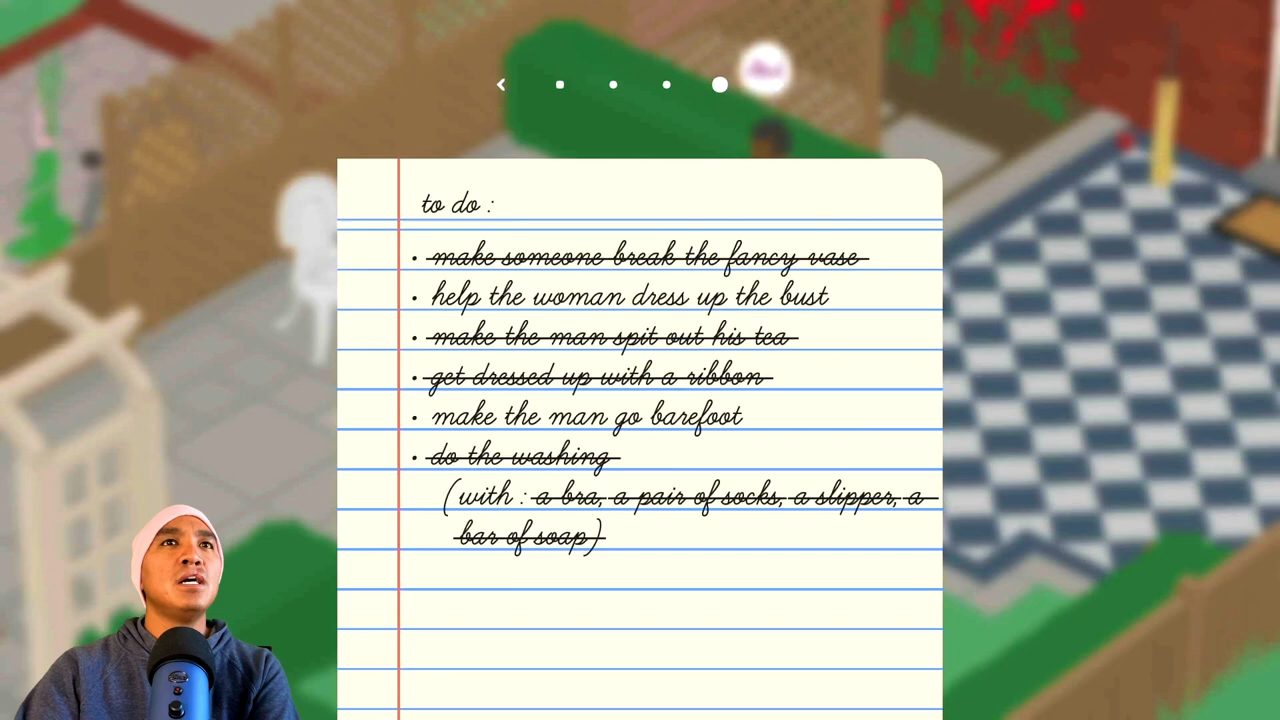 to do :
• make someone break the fancy vase
• help the woman dress up the bust
• make the man spit out his tea
• get dressed up with a ribbon
• make the man go barefoot
• do the washing
(with : a bra, a pair of socks, a slipper, a
bar of soap)